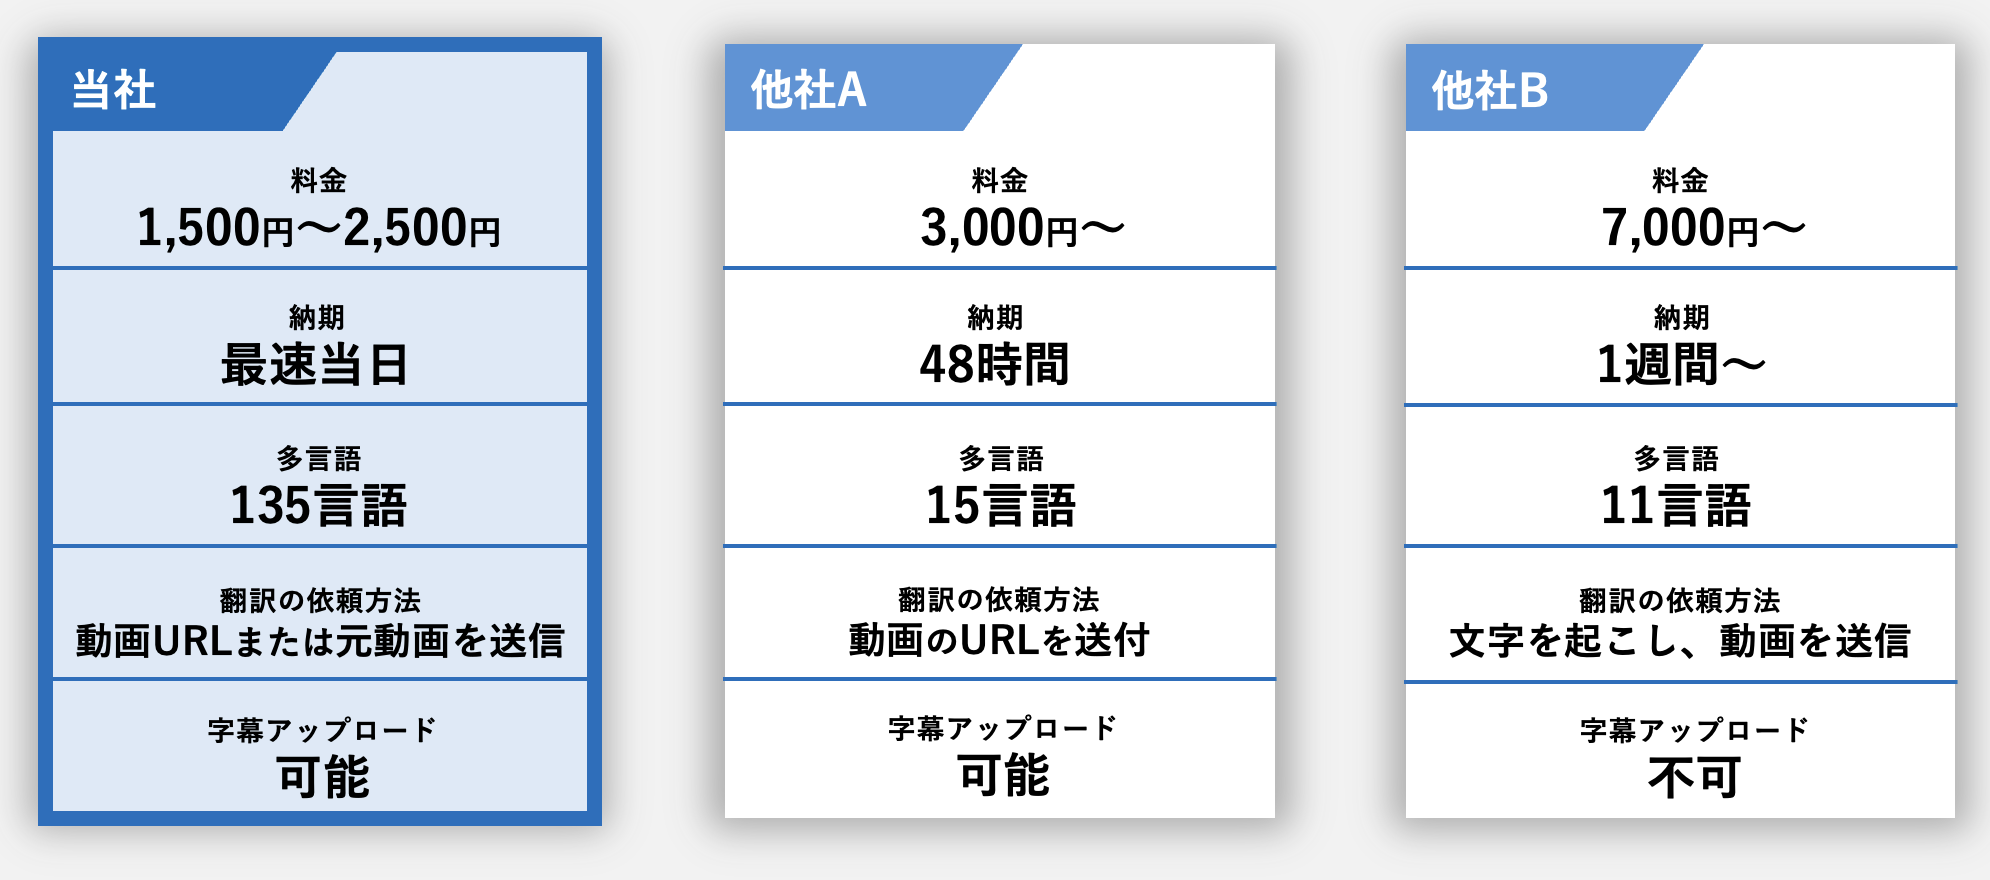 当社
料金
1,500円〜2,500円
納期
最速当日
多言語
135言語
翻訳の依頼方法
動画URLまたは元動画を送信
字幕アップロード
可能
他社A
料金
3,000円〜
納期
48時間
多言語
15言語
翻訳の依頼方法
動画のURLを送付
字幕アップロード
可能
他社B
料金
7,000円〜
納期
1週間〜
多言語
11言語
翻訳の依頼方法
文字を起こし、動画を送信
字幕アップロード
不可